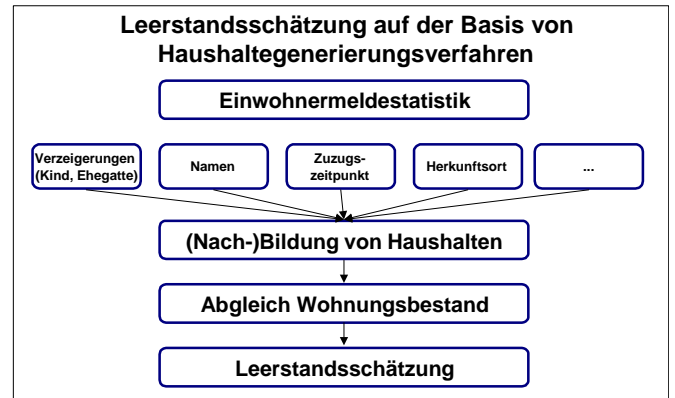 Leerstandsschätzung auf der Basis von
Haushaltegenerierungsverfahren
Einwohnermeldestatistik
Verzeigerungen
(Kind, Ehegatte)
Namen
Zuzugs-
zeitpunkt
Herkunftsort
...
(Nach-)Bildung von Haushalten
Abgleich Wohnungsbestand
Leerstandsschätzung